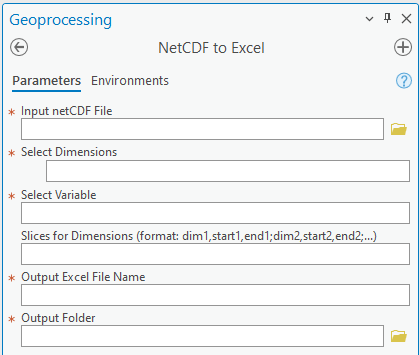 Geoprocessing
NetCDF to Excel
Parameters Environments
* Input netCDF File
* Select Dimensions
* Select Variable
Slices for Dimensions (format: dim1,start1,end1;dim2,start2,end2;...)
* Output Excel File Name
* Output Folder